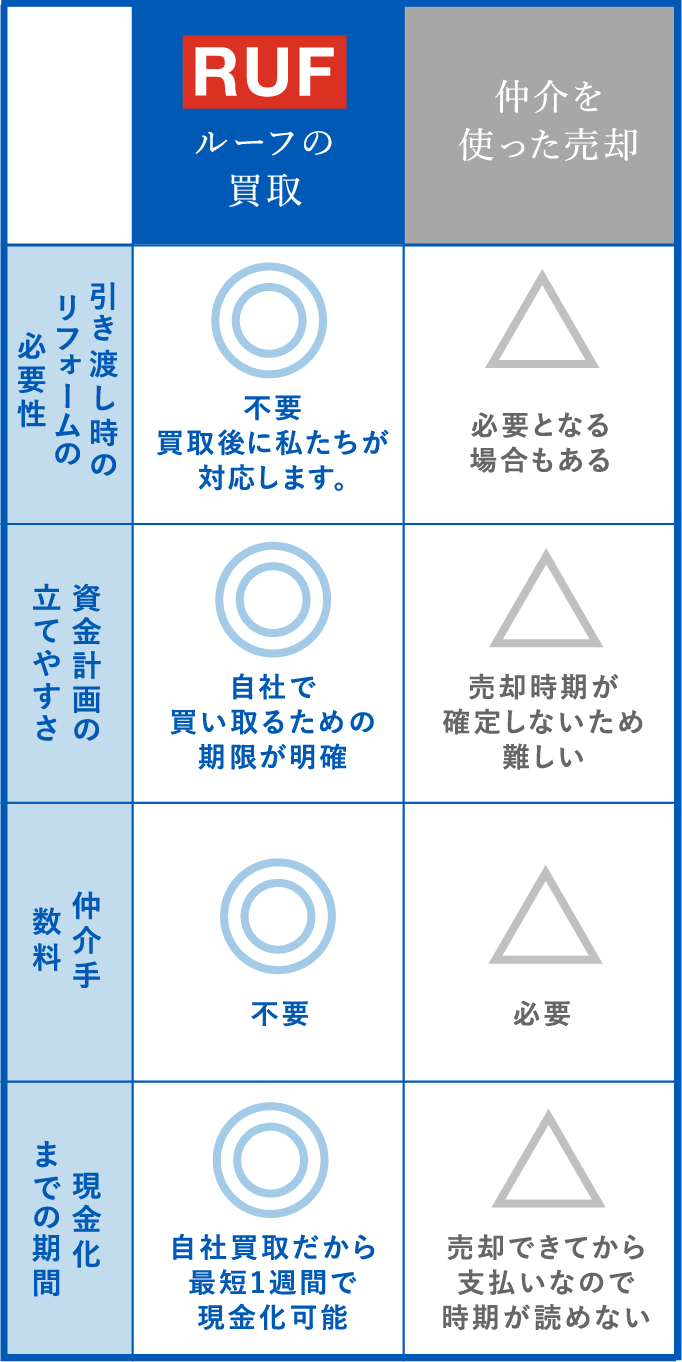 RUF
ルーフの
買取
仲介を
使った売却
引き渡し時の
リフォームの
必要性
不要
買取後に私たちが
対応します。
必要となる
場合もある
資金計画の
立てやすさ
自社で
買い取るための
期限が明確
売却時期が
確定しないため
難しい
仲介手
数料
不要
必要
現金化
までの期間
自社買取だから
最短1週間で
現金化可能
売却できてから
支払いなので
時期が読めない